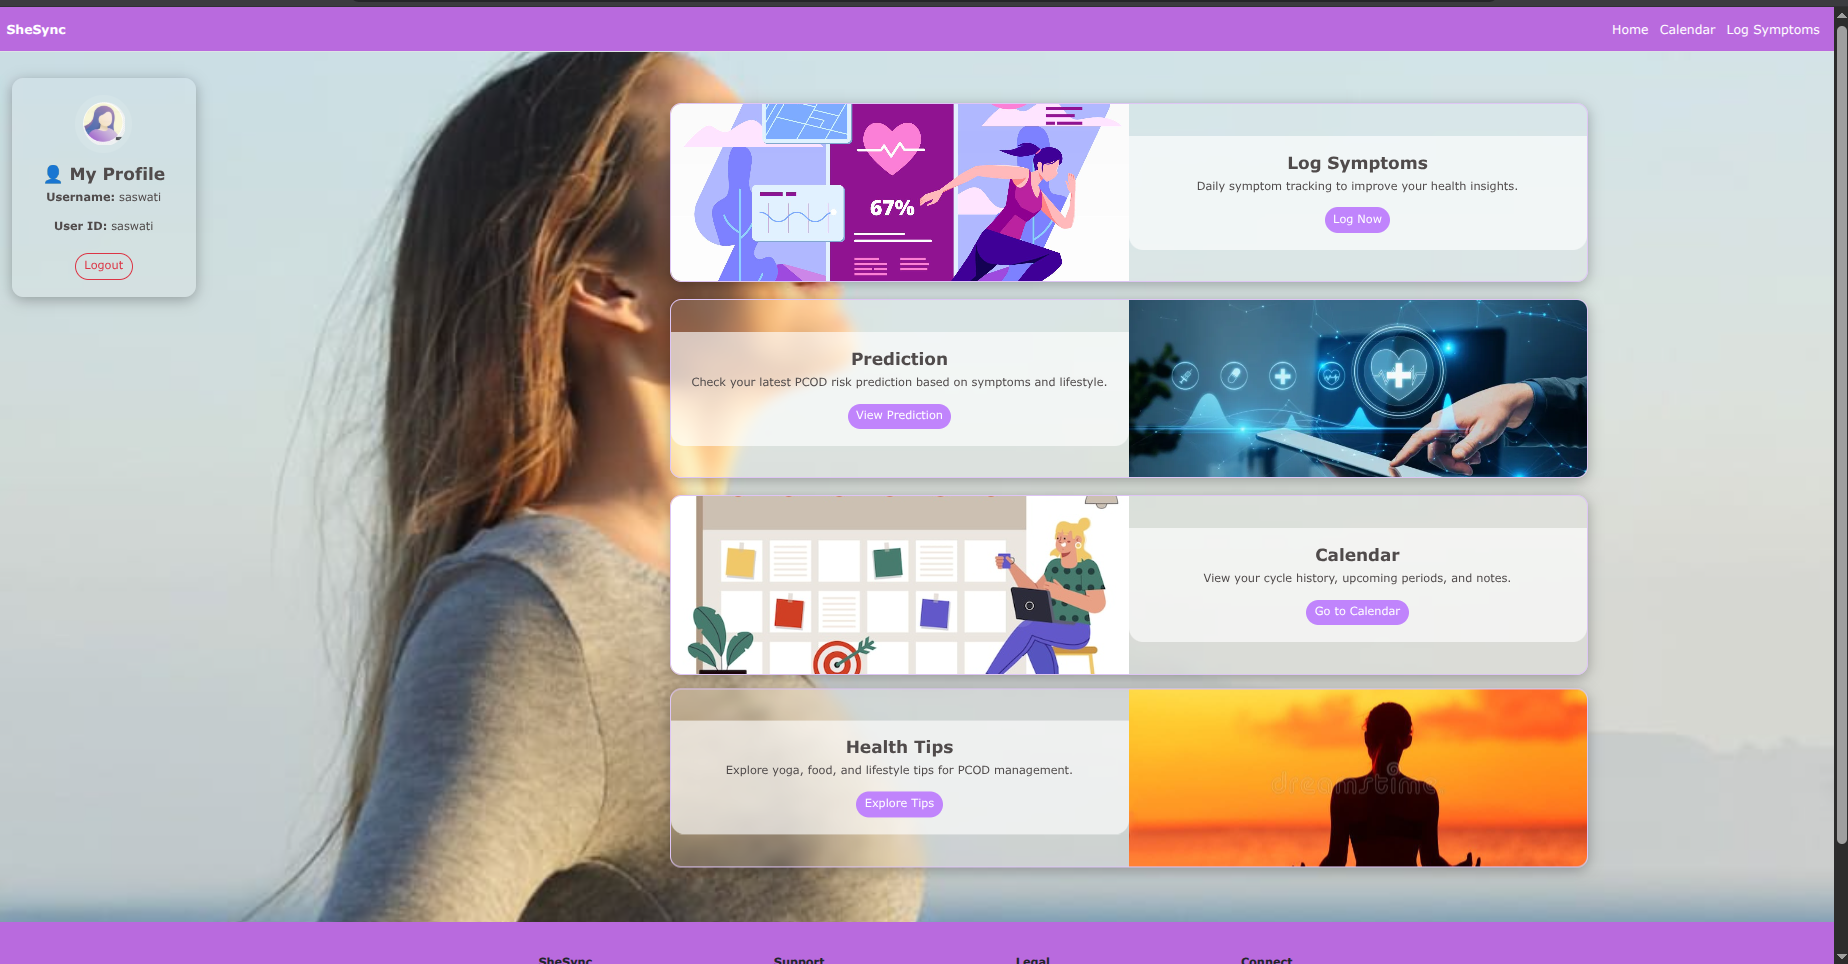 SheSync
Home Calendar Log Symptoms
👤 My Profile
Username: saswati
User ID: saswati
Logout
67%
Log Symptoms
Daily symptom tracking to improve your health insights.
Log Now
Prediction
Check your latest PCOD risk prediction based on symptoms and lifestyle.
View Prediction
Calendar
View your cycle history, upcoming periods, and notes.
Go to Calendar
Health Tips
Explore yoga, food, and lifestyle tips for PCOD management.
Explore Tips
dreamstime
SheSync Support Legal Connect